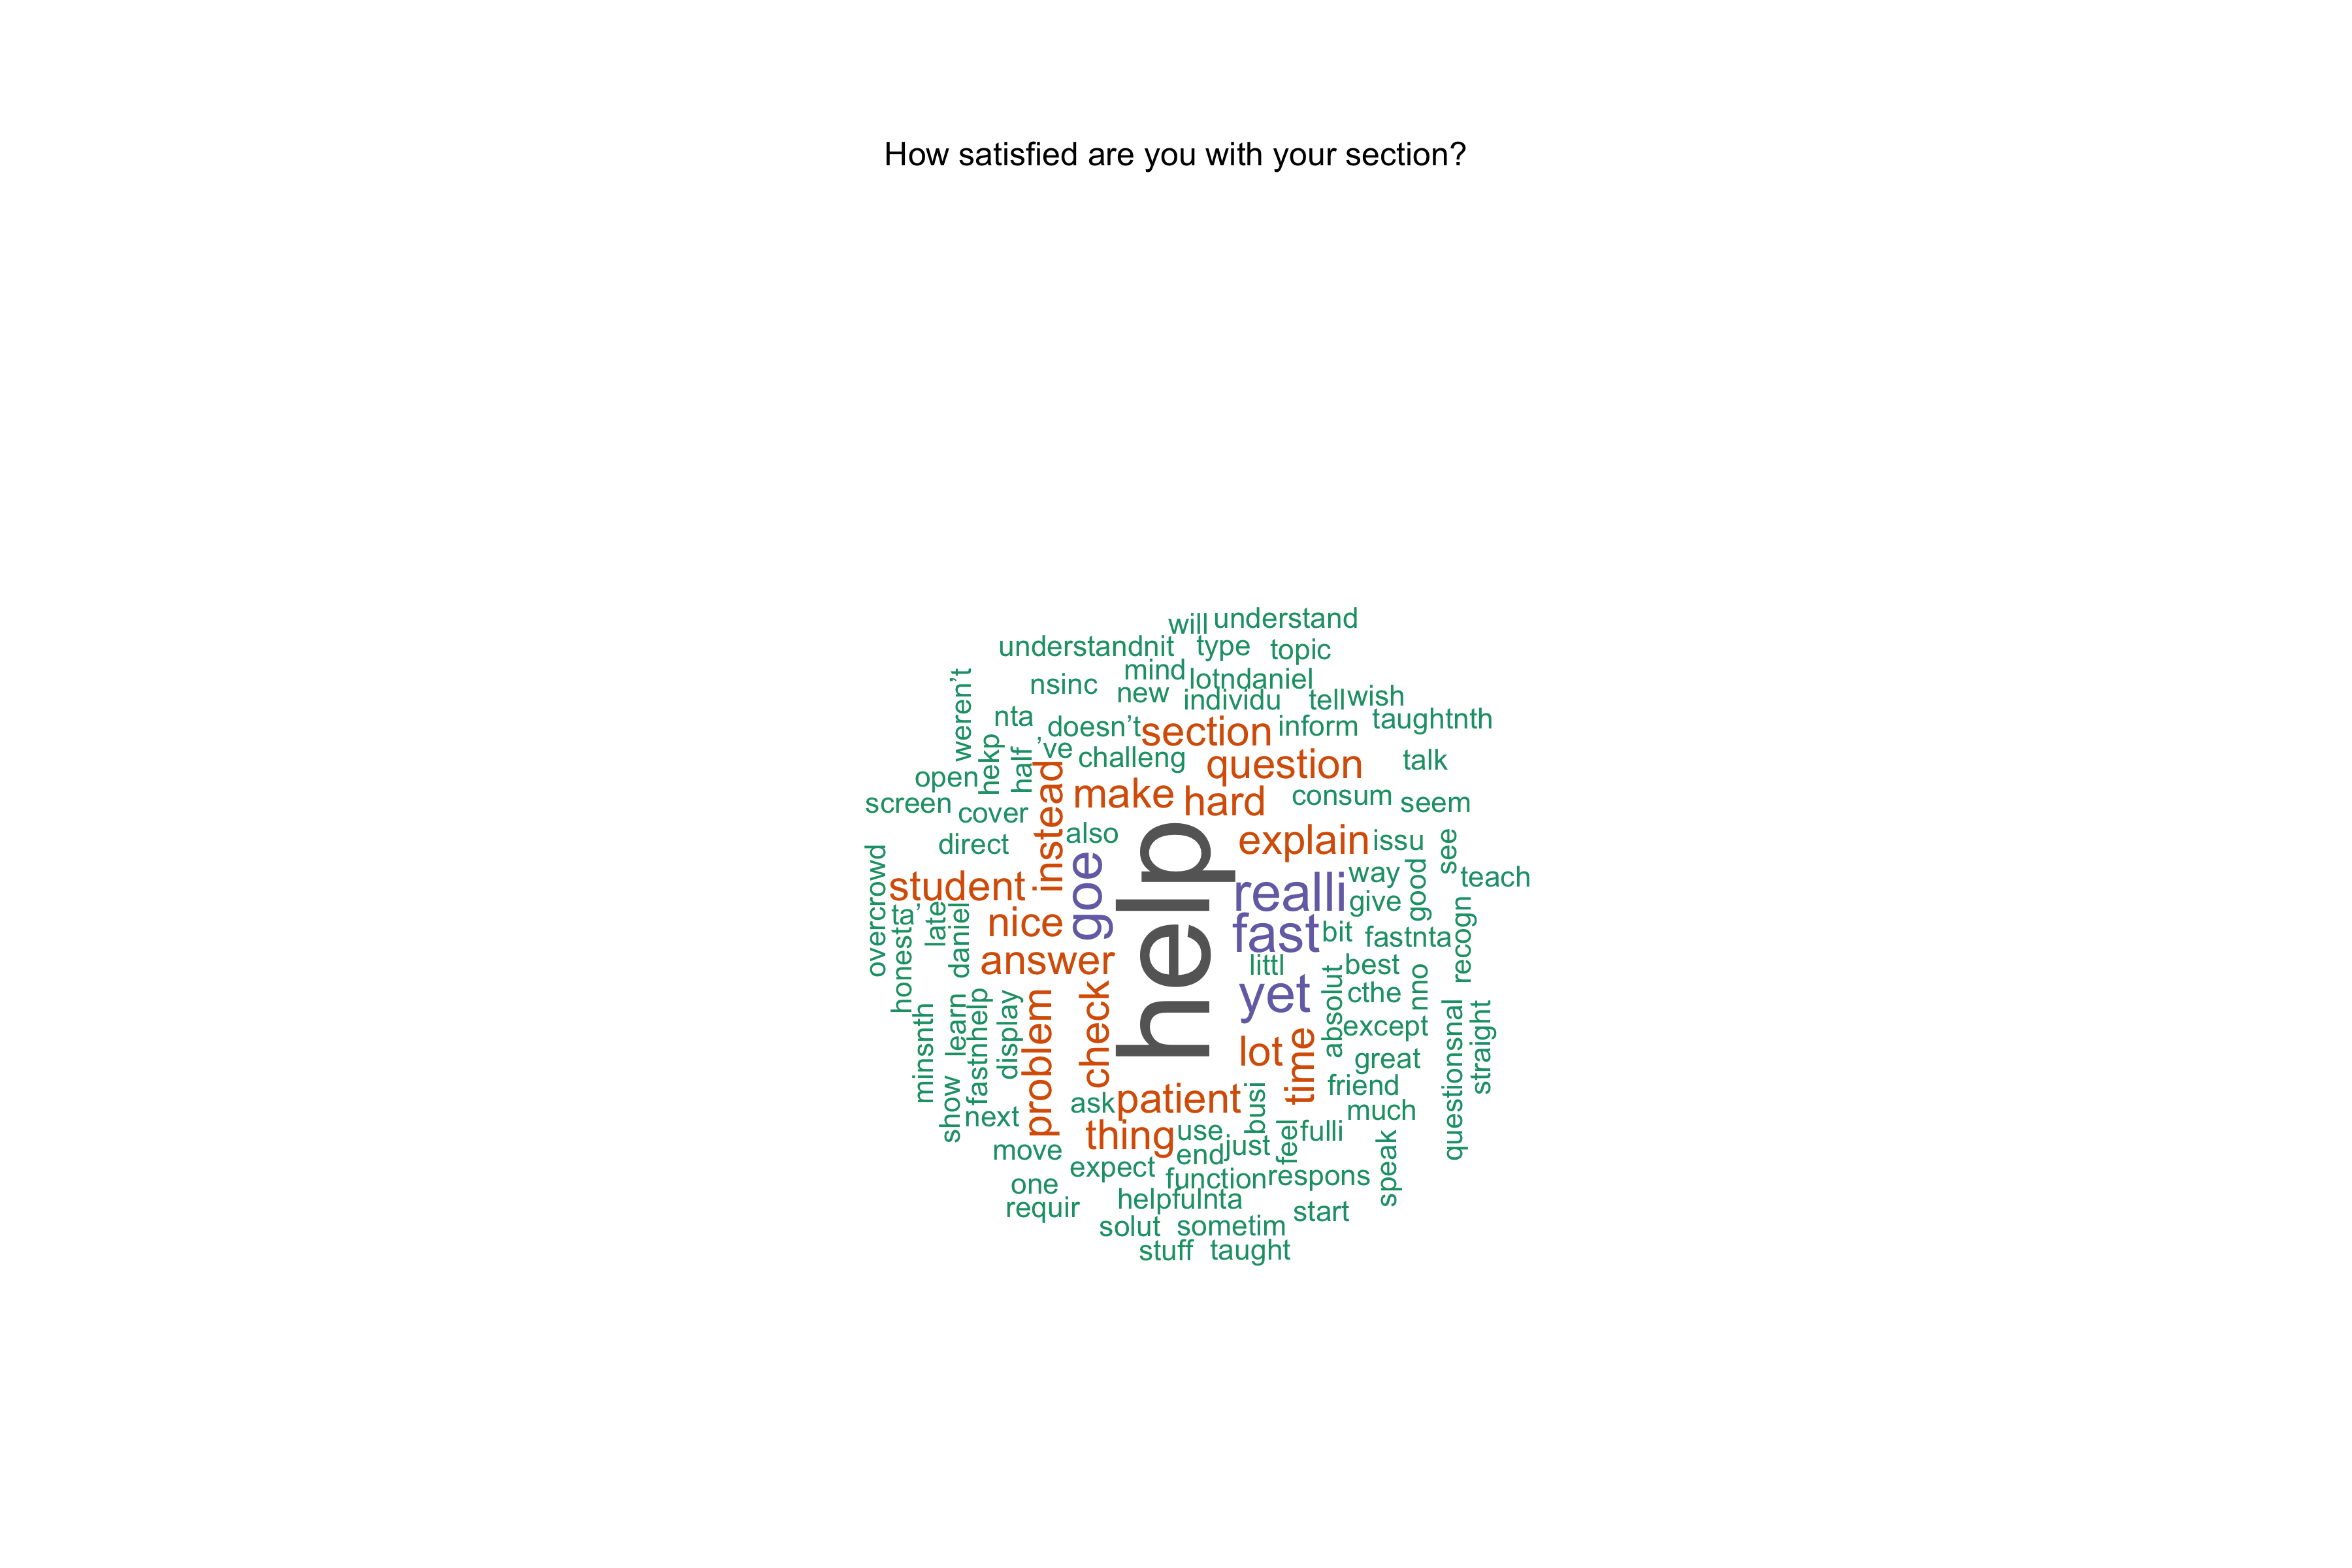 How satisfied are you with your section?
will understand
understandnit type topic
mind lotndaniel
nsinc new individu tell wish
weren’t nta doesn’t section inform taughtnth
hekp half ’ve challeng question talk
open instead make hard consum seem
screen cover also explain issu see
direct
overcrowd student goe help realli way good teach
ta’ late nice give
honest daniel answer fast bit fastnta recogn
littl best
minsnth learn fastnhelp display problem check yet absolut cthe nno
except questionsnal straight
lot time great
show next ask patient busi friend
much
thing use just feel fulli
move end speak
expect function respons
one
requir helpfulnta start
solut sometim
stuff taught